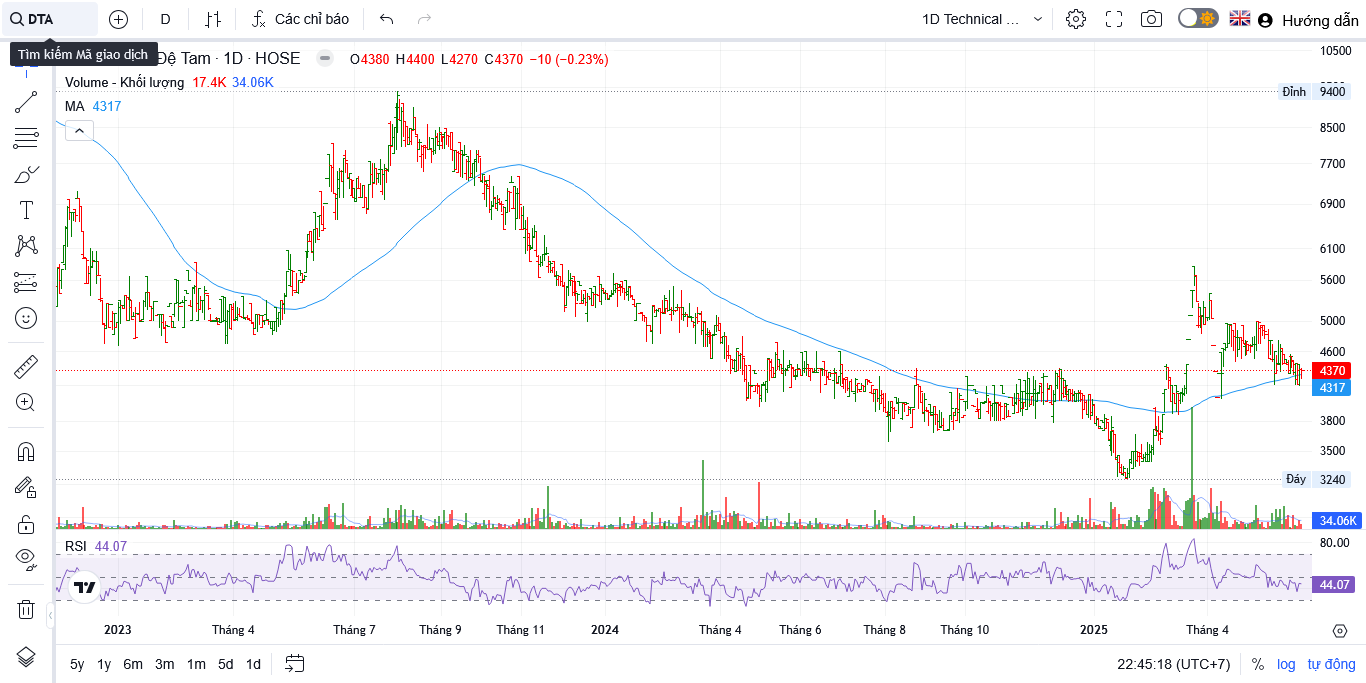 DTA
D
Các chỉ báo
1D Technical ...
Hướng dẫn
Tìm kiếm Mã giao dịch
Đệ Tam · 1D · HOSE
O4380 H4400 L4270 C4370 −10 (−0.23%)
Volume - Khối lượng 17.4K 34.06K
MA 4317
10500
Đỉnh 9400
8500
7700
6900
6100
5600
5000
4600
4370
4317
3800
3500
Đáy 3240
34.06K
RSI 44.07
80.00
44.07
2023 Tháng 4 Tháng 7 Tháng 9 Tháng 11 2024 Tháng 4 Tháng 6 Tháng 8 Tháng 10 2025 Tháng 4
5y 1y 6m 3m 1m 5d 1d
22:45:18 (UTC+7) % log tự động